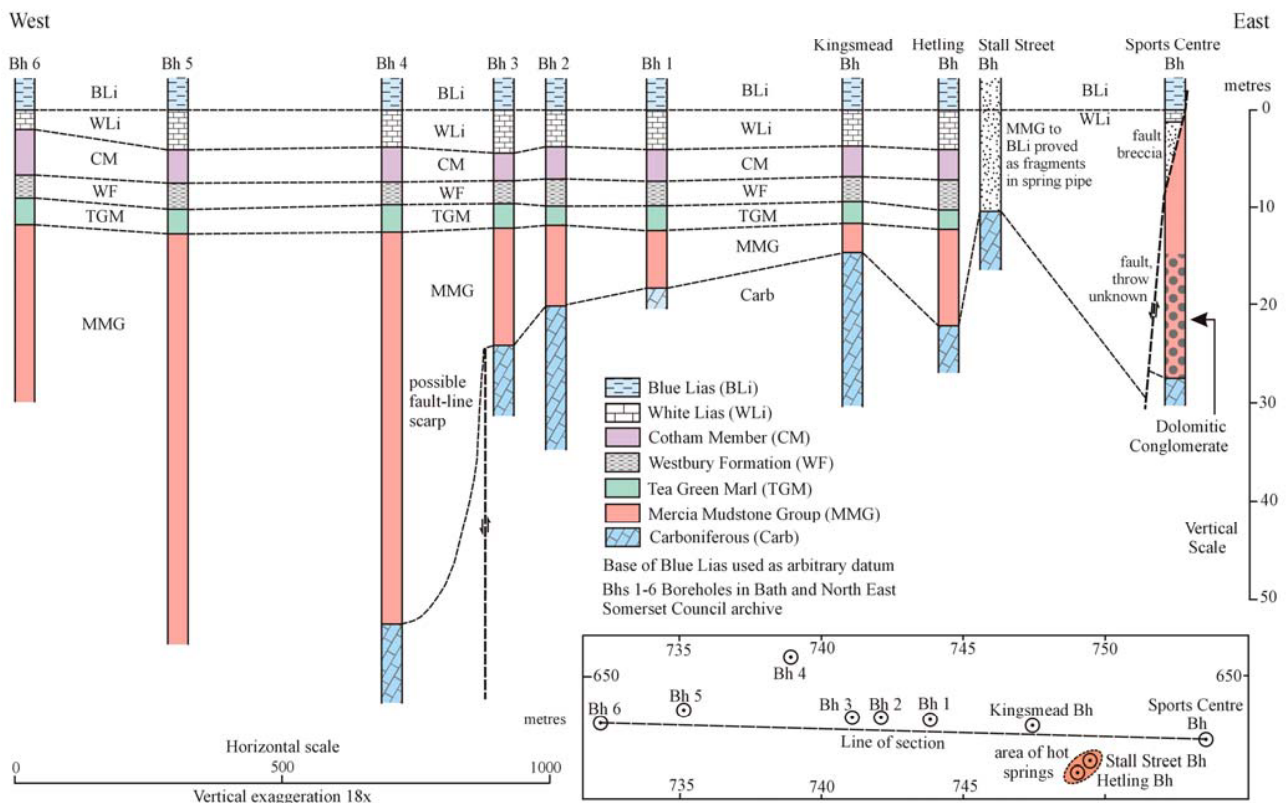 West
East
Bh 6
Bh 5
Bh 4
Bh 3
Bh 2
Bh 1
Kingsmead
Bh
Hetling
Bh
Stall Street
Bh
Sports Centre
Bh
metres
BLi
BLi
BLi
BLi
0
WLi
WLi
WLi
WLi
CM
CM
CM
WF
WF
WF
TGM
TGM
TGM
MMG
MMG
MMG
Carb
MMG to
BLi proved
as fragments
in spring pipe
fault
breccia
10
fault,
throw
unknown
20
30
40
50
Dolomitic
Conglomerate
Vertical
Scale
possible
fault-line
scarp
Blue Lias (BLi)
White Lias (WLi)
Cotham Member (CM)
Westbury Formation (WF)
Tea Green Marl (TGM)
Mercia Mudstone Group (MMG)
Carboniferous (Carb)
Base of Blue Lias used as arbitrary datum
Bhs 1-6 Boreholes in Bath and North East
Somerset Council archive
735
740
745
750
650
650
Bh 4
Bh 6
Bh 5
Bh 3
Bh 2
Bh 1
Kingsmead Bh
Sports Centre
Bh
Line of section
area of hot
springs
Stall Street Bh
Hetling Bh
735
740
745
750
metres
Horizontal scale
0
500
1000
Vertical exaggeration 18x